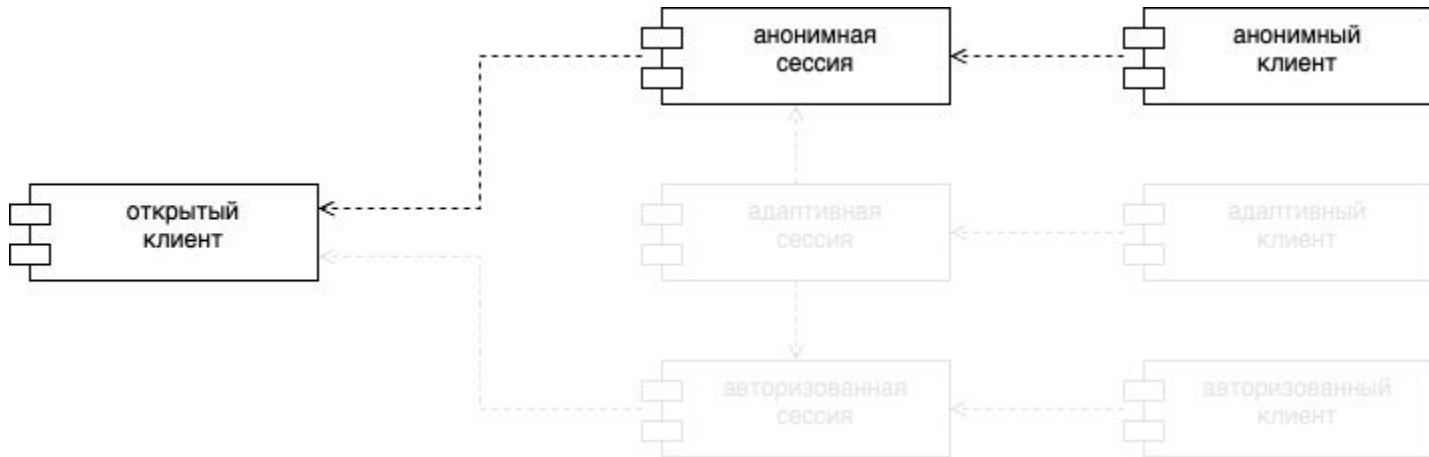 анонимная
сессия
анонимный
клиент
открытый
клиент
адаптивная
сессия
адаптивный
клиент
авторизованная
сессия
авторизованный
клиент